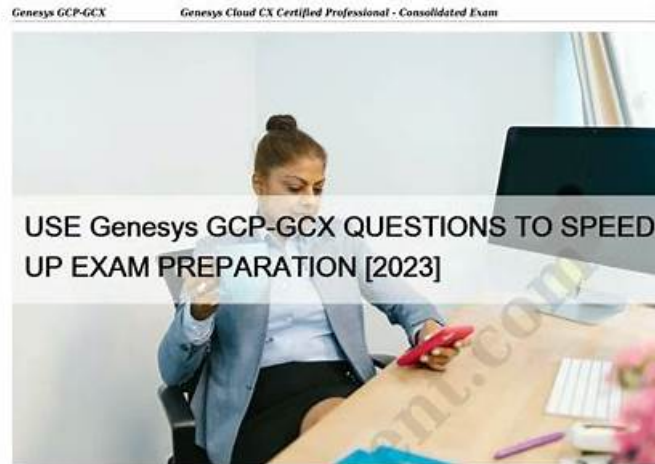 Genesys GCP-GCX Genesys Cloud CX Certified Professional - Consolidated Exam
USE Genesys GCP-GCX QUESTIONS TO SPEED
UP EXAM PREPARATION [2023]